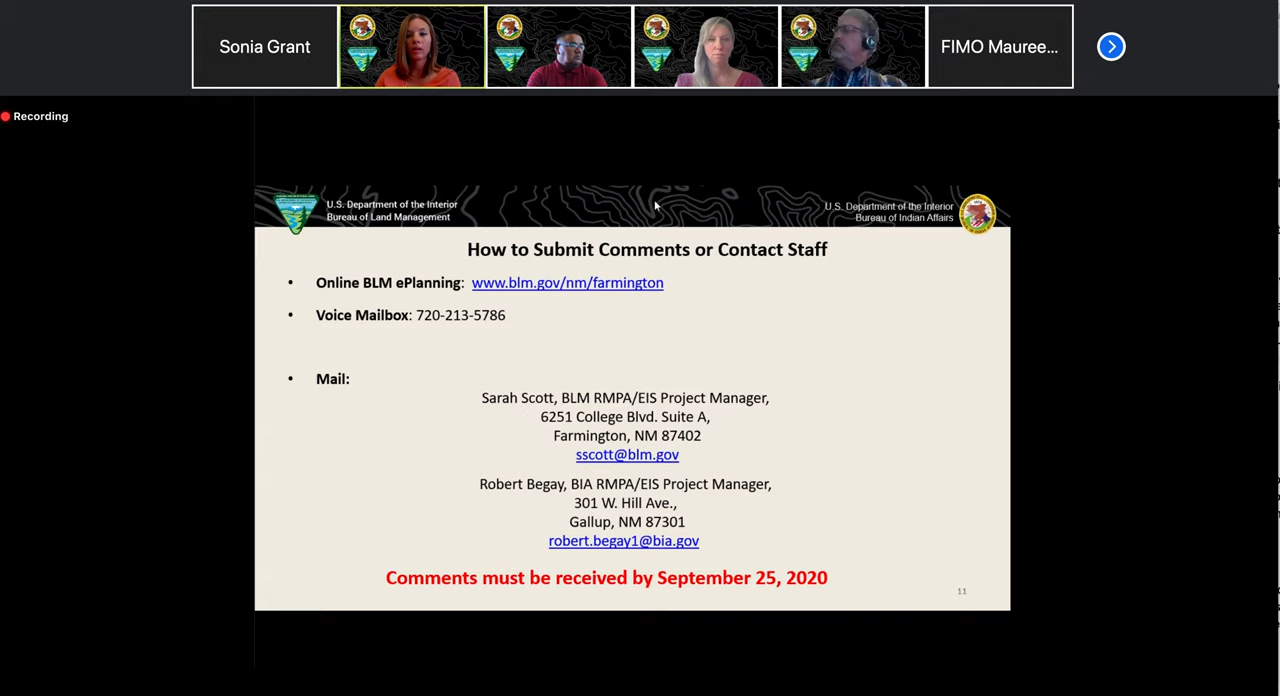 Sonia Grant
FIMO Mauree...
Recording
U.S. Department of the Interior
Bureau of Land Management
U.S. Department of the Interior
Bureau of Indian Affairs
How to Submit Comments or Contact Staff
• Online BLM ePlanning: www.blm.gov/nm/farmington
• Voice Mailbox: 720-213-5786
• Mail:
Sarah Scott, BLM RMPA/EIS Project Manager,
6251 College Blvd. Suite A,
Farmington, NM 87402
sscott@blm.gov
Robert Begay, BIA RMPA/EIS Project Manager,
301 W. Hill Ave.,
Gallup, NM 87301
robert.begay1@bia.gov
Comments must be received by September 25, 2020
11